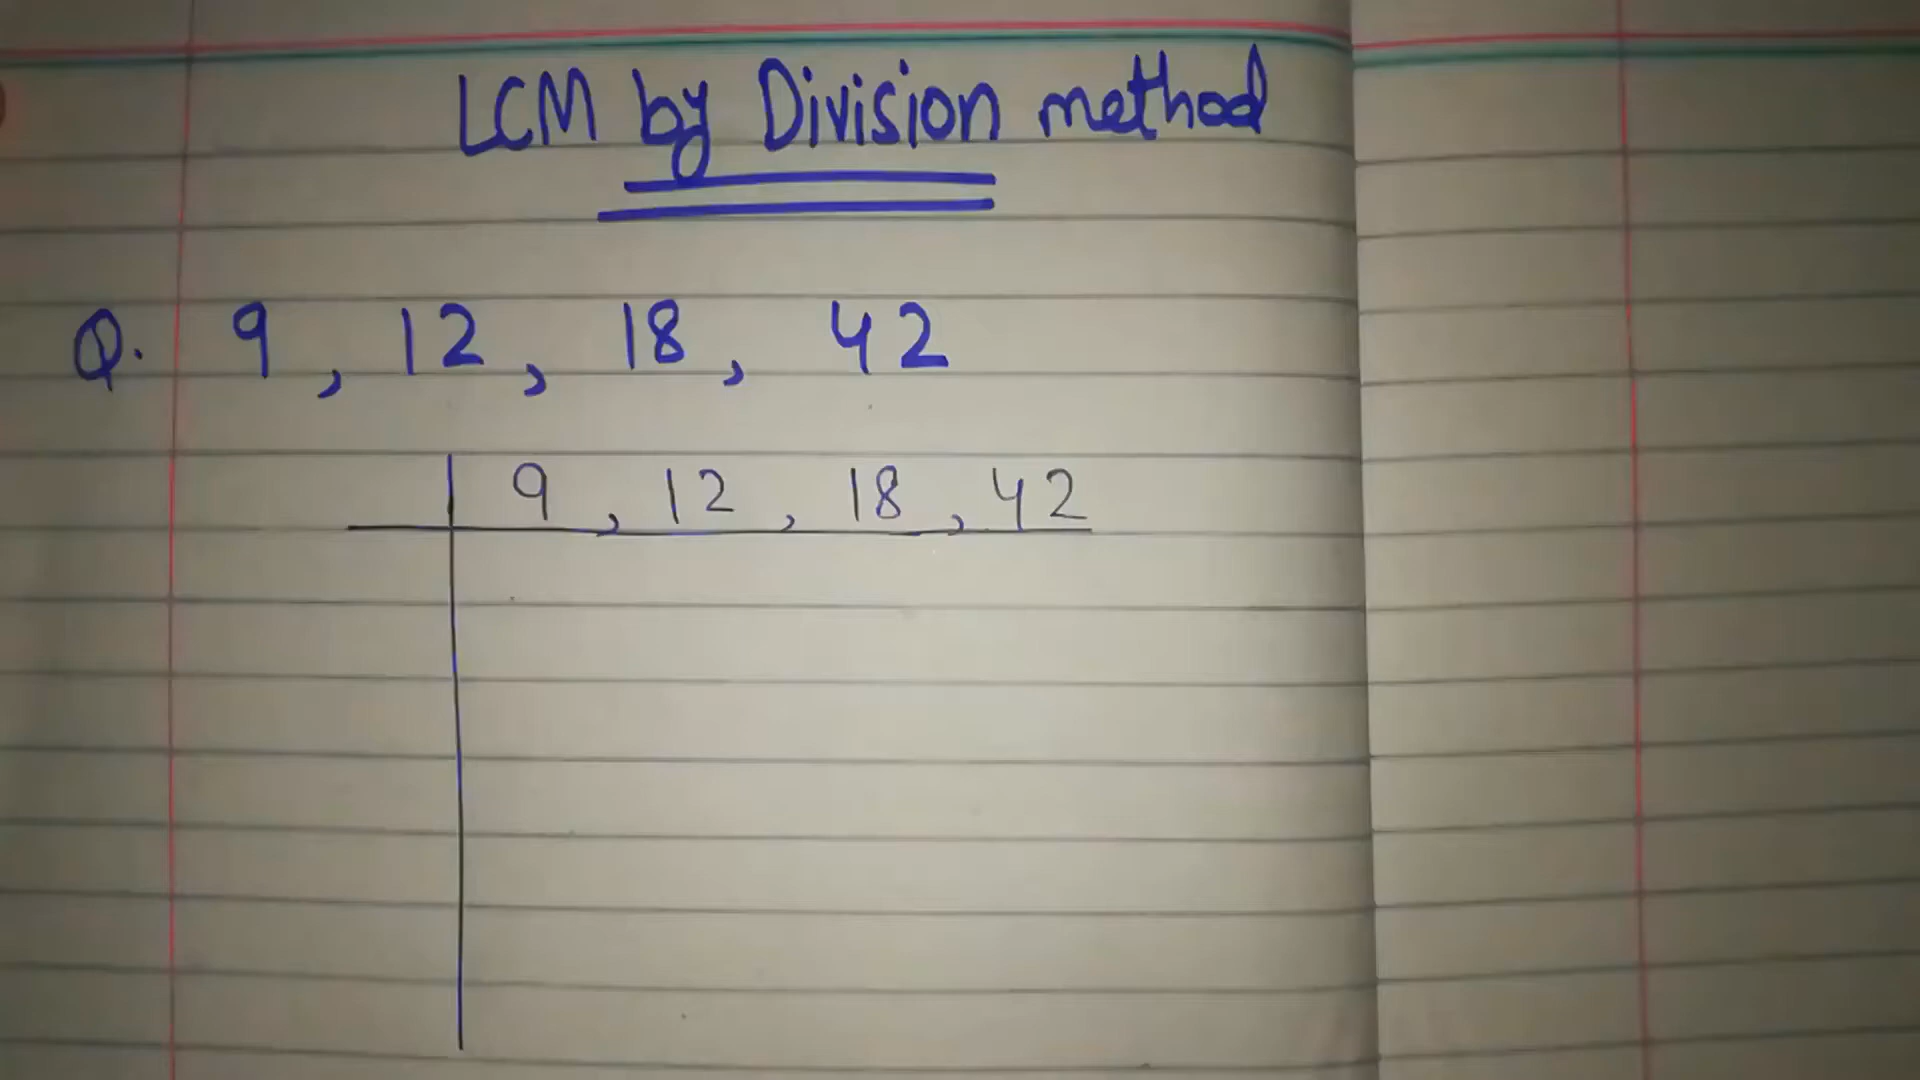 LCM by Division method
Q. 9, 12, 18, 42
9, 12, 18, 42